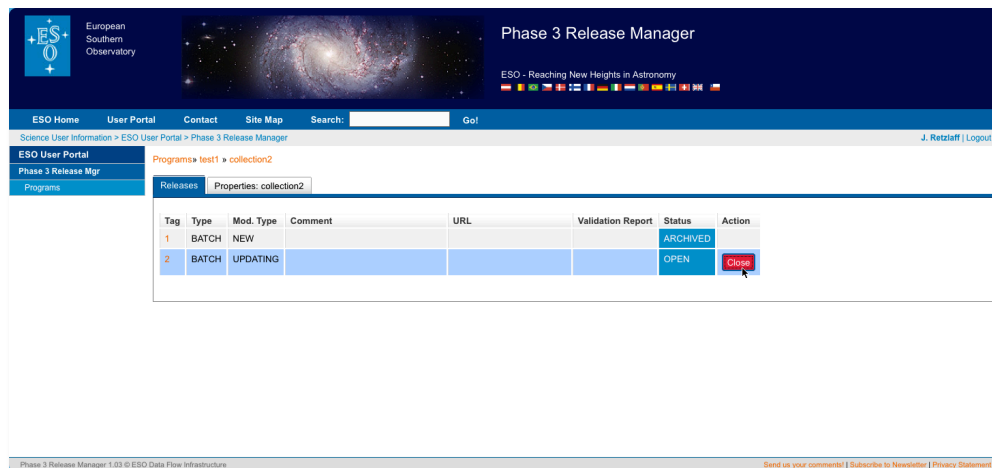 ESO
European
Southern
Observatory
Phase 3 Release Manager
ESO - Reaching New Heights in Astronomy
ESO Home User Portal Contact Site Map Search: Go!
Science User Information > ESO User Portal > Phase 3 Release Manager J. Retzlaff | Logout
ESO User Portal
Phase 3 Release Mgr
Programs
Programs» test1 » collection2
Releases Properties: collection2
Tag Type Mod. Type Comment URL Validation Report Status Action
1 BATCH NEW ARCHIVED
2 BATCH UPDATING OPEN Close
Phase 3 Release Manager 1.03 © ESO Data Flow Infrastructure Send us your comments! | Subscribe to Newsletter | Privacy Statement